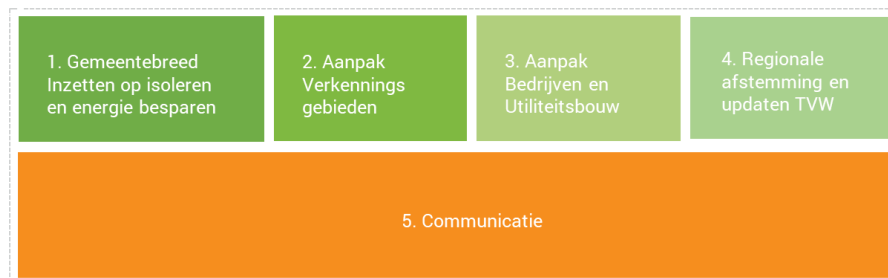 1. Gemeentebreed
Inzetten op isoleren
en energie besparen
2. Aanpak
Verkennings
gebieden
3. Aanpak
Bedrijven en
Utiliteitsbouw
4. Regionale
afstemming en
updaten TVW
5. Communicatie